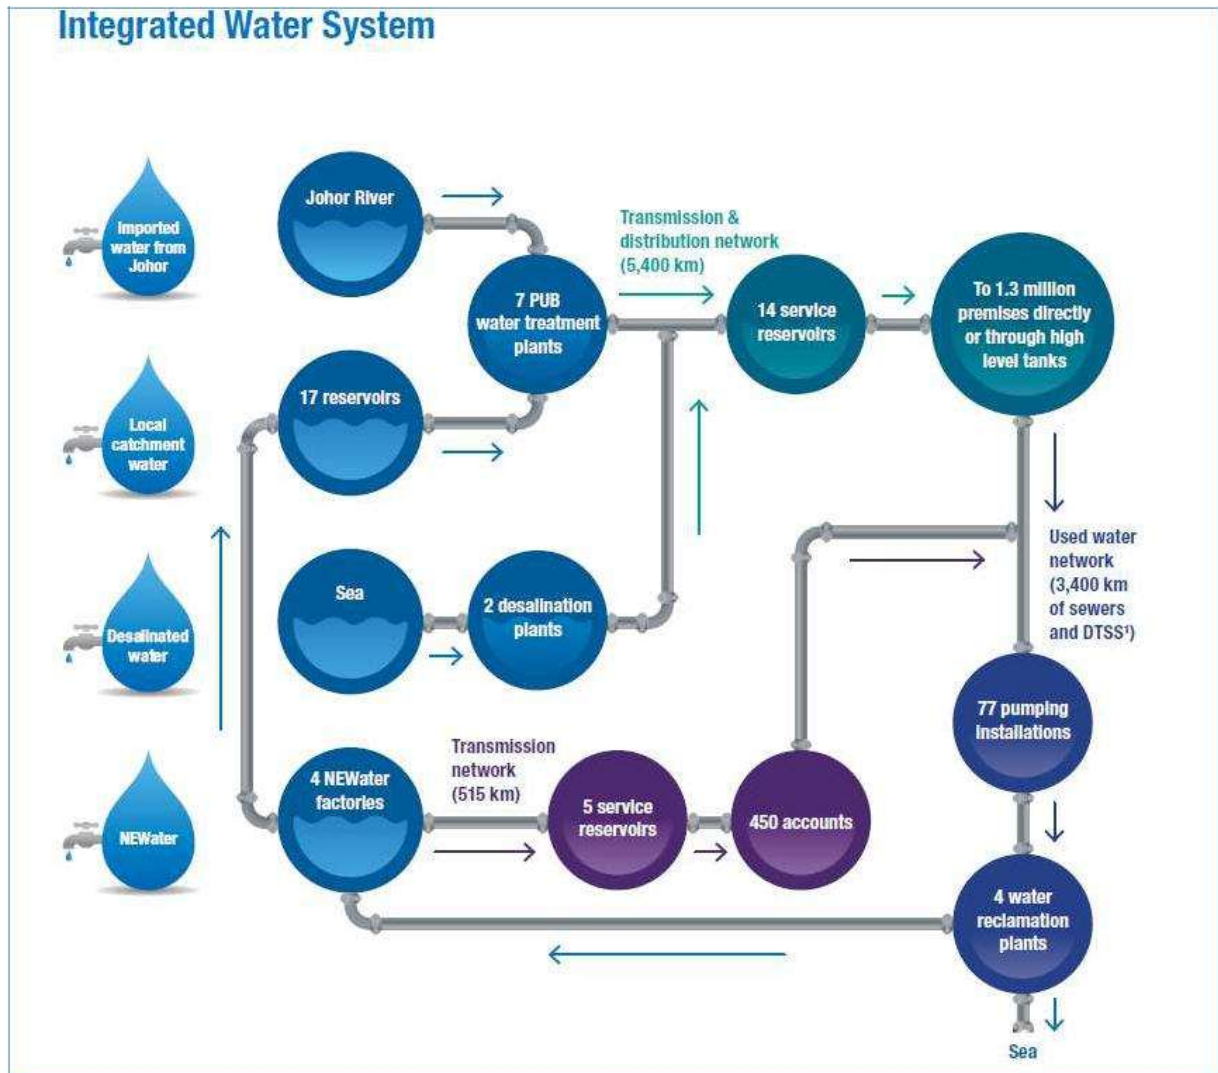 Integrated Water System
Imported
water from
Johor
Johor River
Transmission &
distribution network
(5,400 km)
7 PUB
water treatment
plants
14 service
reservoirs
To 1.3 million
premises directly
or through high
level tanks
Local
catchment
water
17 reservoirs
Desalinated
water
Sea
2 desalination
plants
Used water
network
(3,400 km
of sewers
and DTSS¹)
77 pumping
installations
NEWater
4 NEWater
factories
Transmission
network
(515 km)
5 service
reservoirs
450 accounts
4 water
reclamation
plants
Sea